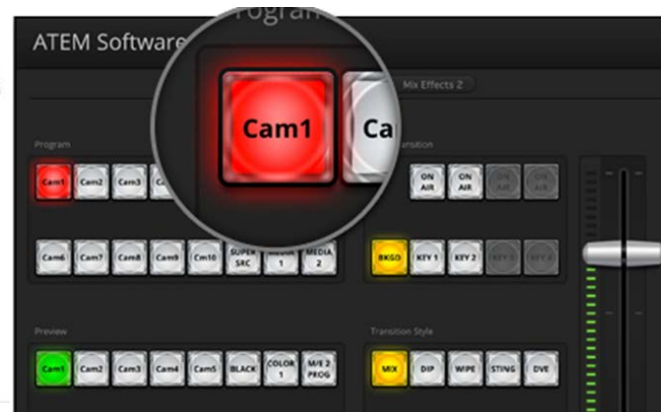 ATEM Software
Program
Cam1
Ca
Mix Effects 2
Program
Cam1 Cam2 Cam3
ON AIR
ON AIR
ON AIR
ON AIR
Cam6 Cam7 Cam8 Cam9 Cm10 SUPER SRC MEDIA 1 MEDIA 2
BKGD KEY 1 KEY 2 KEY 3 KEY 4
Preview
Transition Style
Cam1 Cam2 Cam3 Cam4 Cam5 BLACK COLOR 1 M/E 2 PROG
MIX DIP WIPE STING DVE